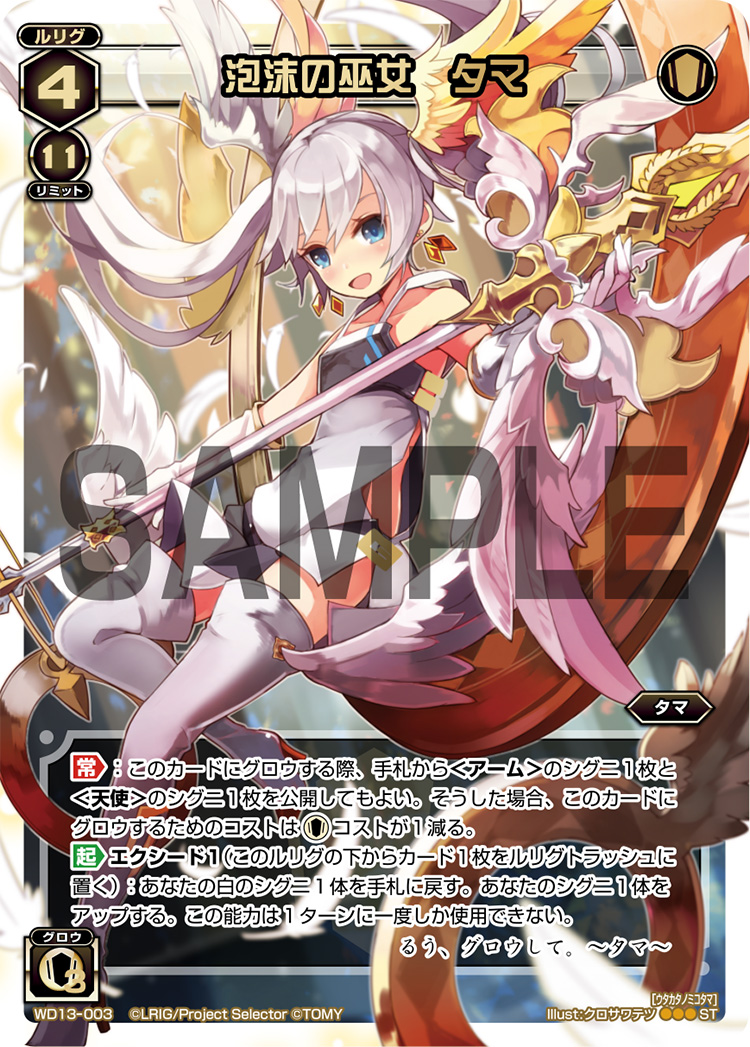 ルリグ
4
泡沫の巫女 タマ
11
リミット
SAMPLE
タマ
常：このカードにグロウする際、手札から<アーム>のシグニ１枚と
<天使>のシグニ１枚を公開してもよい。そうした場合、このカードに
グロウするためのコストはコストが１減る。
起エクシード1（このルリグの下からカード１枚をルリグトラッシュに
置く）：あなたの白のシグニ１体を手札に戻す。あなたのシグニ１体を
アップする。この能力は１ターンに一度しか使用できない。
るう、グロウして。～タマ～
グロウ
3
[ウタカタノミコタマ]
WD13-003 ©LRIG/Project Selector ©TOMY Illust:クロサワテツ ST